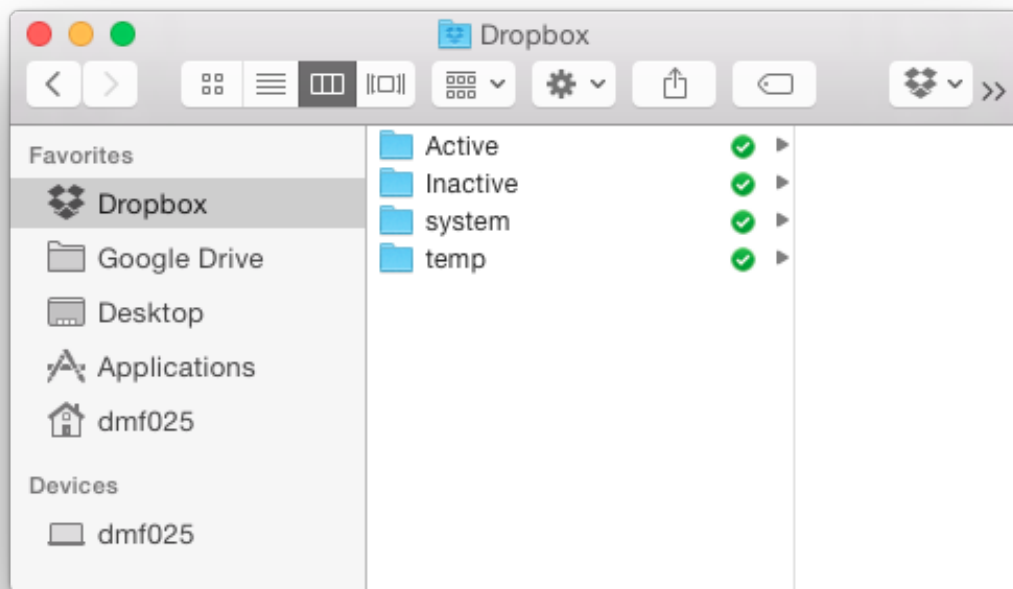 Dropbox
Favorites
Dropbox
Google Drive
Desktop
Applications
dmf025
Devices
dmf025
Active
Inactive
system
temp